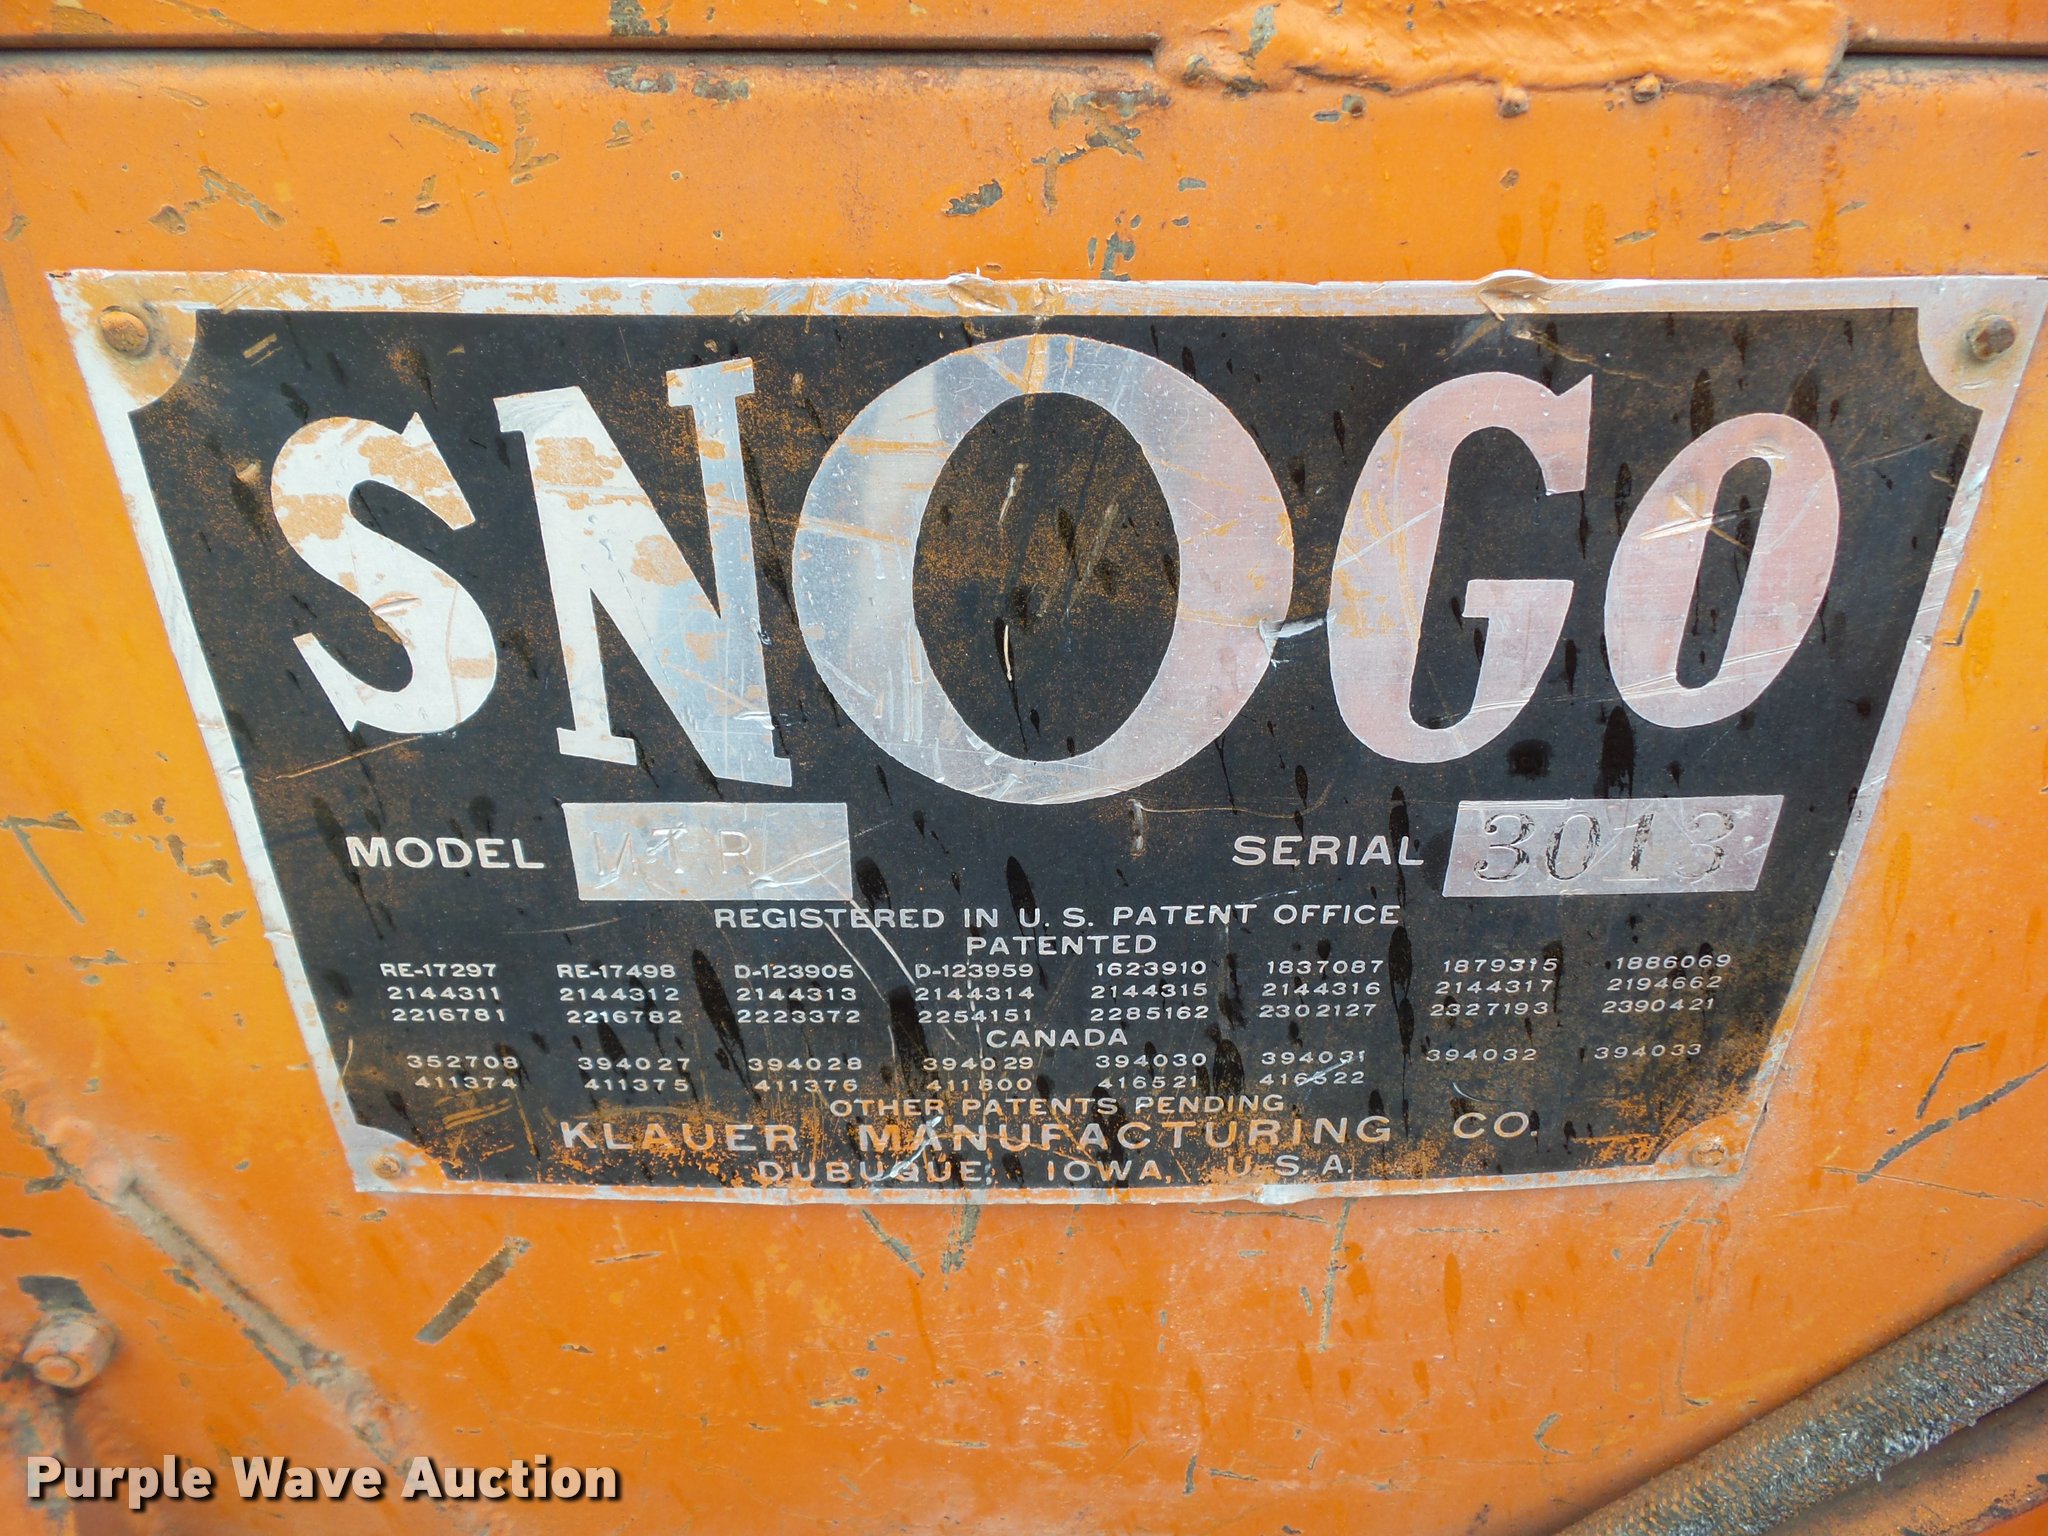 SNOGO
MODEL MTR SERIAL 3013
REGISTERED IN U. S. PATENT OFFICE
PATENTED
RE-17297 RE-17498 D-123905 D-123959 1623910 1837087 1879315 1886069
2144311 2144312 2144313 2144314 2144315 2144316 2144317 2194662
2216781 2216782 2223372 2254151 2285162 2302127 2327193 2390421
CANADA
352708 394027 394028 394029 394030 394031 394032 394033
411374 411375 411376 411800 416521 416522
OTHER PATENTS PENDING
KLAUER MANUFACTURING CO.
DUBUQUE, IOWA, U.S.A.
Purple Wave Auction